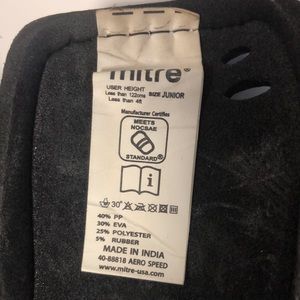 mitre®
USER HEIGHT
Less than 122cms SIZE JUNIOR
Less than 4ft
Manufacturer Certifies
MEETS
NOCSAE
STANDARD®
i
30°
40% PP
30% EVA
25% POLYESTER
5% RUBBER
MADE IN INDIA
40-88818 AERO SPEED
www.mitre-usa.com